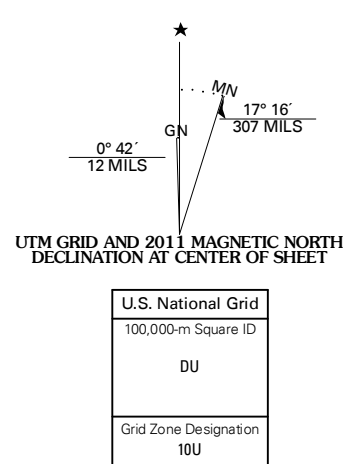 MN
GN
17° 16´
307 MILS
0° 42´
12 MILS
UTM GRID AND 2011 MAGNETIC NORTH
DECLINATION AT CENTER OF SHEET
U.S. National Grid
100,000-m Square ID
DU
Grid Zone Designation
10U